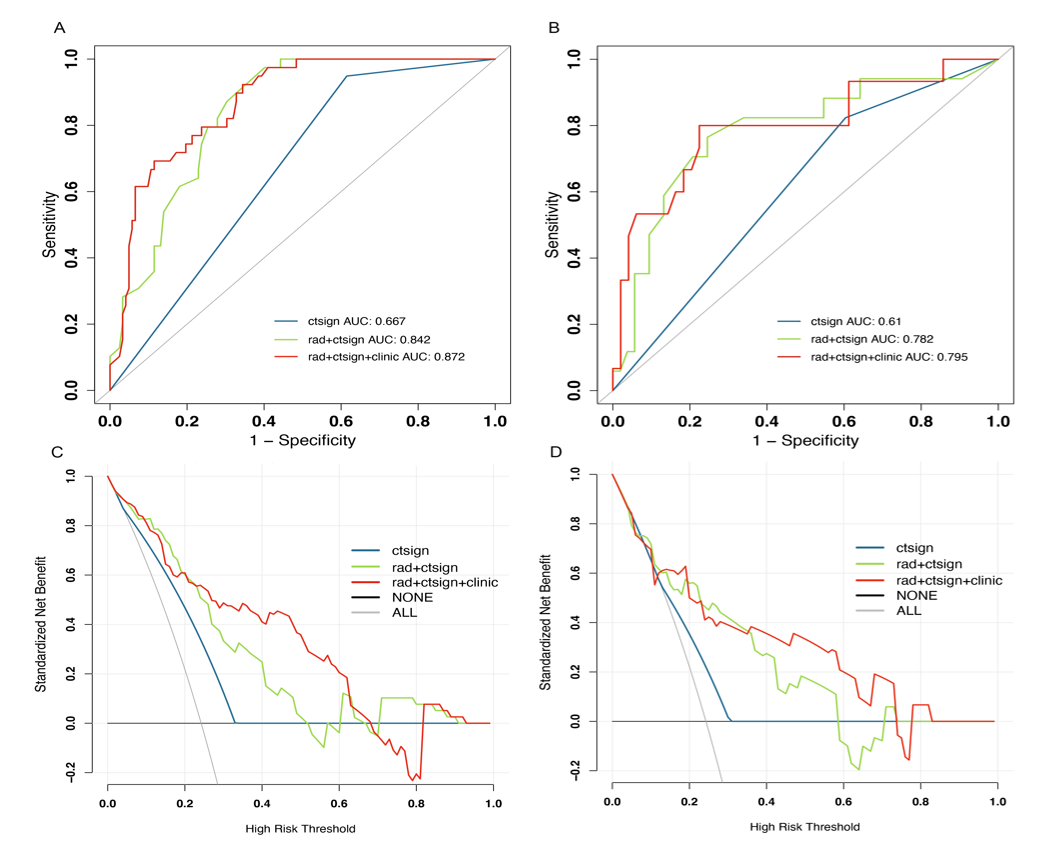 A
1.0
0.8
0.6
0.4
0.2
0.0
Sensitivity
ctsign AUC: 0.667
rad+ctsign AUC: 0.842
rad+ctsign+clinic AUC: 0.872
0.0 0.2 0.4 0.6 0.8 1.0
1 − Specificity
B
1.0
0.8
0.6
0.4
0.2
0.0
Sensitivity
ctsign AUC: 0.61
rad+ctsign AUC: 0.782
rad+ctsign+clinic AUC: 0.795
0.0 0.2 0.4 0.6 0.8 1.0
1 − Specificity
C
1.0
0.8
0.6
0.4
0.2
0.0
-0.2
Standardized Net Benefit
ctsign
rad+ctsign
rad+ctsign+clinic
NONE
ALL
0.0 0.2 0.4 0.6 0.8 1.0
High Risk Threshold
D
1.0
0.8
0.6
0.4
0.2
0.0
-0.2
Standardized Net Benefit
ctsign
rad+ctsign
rad+ctsign+clinic
NONE
ALL
0.0 0.2 0.4 0.6 0.8 1.0
High Risk Threshold